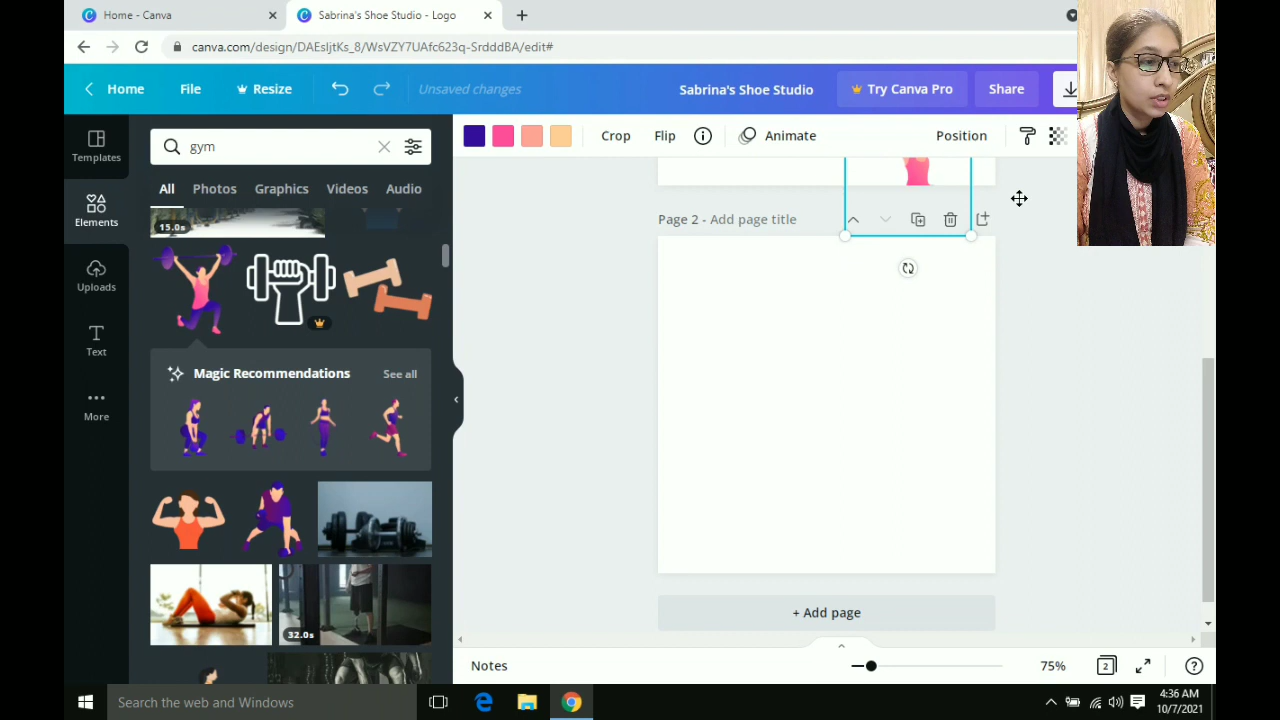 Home - Canva
Sabrina's Shoe Studio - Logo
canva.com/design/DAEsljtKs_8/WsVZY7UAfc623q-SrdddBA/edit#
Home File Resize Unsaved changes Sabrina's Shoe Studio Try Canva Pro Share
Templates
Elements
Uploads
Text
More
gym
All Photos Graphics Videos Audio
15.0s
Magic Recommendations See all
32.0s
Crop Flip Animate Position
Page 2 - Add page title
+ Add page
Notes 75% 2
Search the web and Windows
4:36 AM
10/7/2021